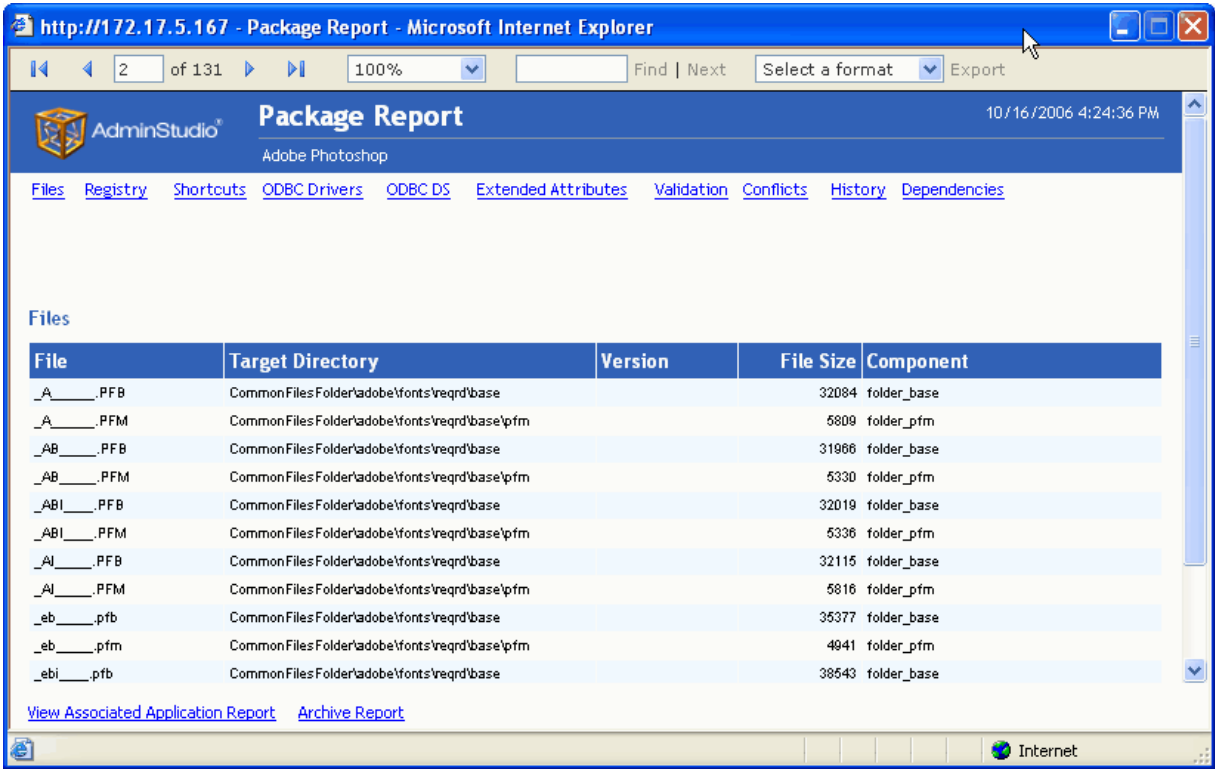 http://172.17.5.167 - Package Report - Microsoft Internet Explorer
2 of 131 100% Find | Next Select a format Export
AdminStudio® Package Report 10/16/2006 4:24:36 PM
Adobe Photoshop
Files Registry Shortcuts ODBC Drivers ODBC DS Extended Attributes Validation Conflicts History Dependencies
Files
File Target Directory Version File Size Component
_A______.PFB CommonFilesFolder\adobe\fonts\reqrd\base 32084 folder_base
_A______.PFM CommonFilesFolder\adobe\fonts\reqrd\base\pfm 5809 folder_pfm
_AB_____.PFB CommonFilesFolder\adobe\fonts\reqrd\base 31966 folder_base
_AB_____.PFM CommonFilesFolder\adobe\fonts\reqrd\base\pfm 5330 folder_pfm
_ABI____.PFB CommonFilesFolder\adobe\fonts\reqrd\base 32019 folder_base
_ABI____.PFM CommonFilesFolder\adobe\fonts\reqrd\base\pfm 5336 folder_pfm
_AI_____.PFB CommonFilesFolder\adobe\fonts\reqrd\base 32115 folder_base
_AI_____.PFM CommonFilesFolder\adobe\fonts\reqrd\base\pfm 5816 folder_pfm
_eb_____.pfb CommonFilesFolder\adobe\fonts\reqrd\base 35377 folder_base
_eb_____.pfm CommonFilesFolder\adobe\fonts\reqrd\base\pfm 4941 folder_pfm
_ebi____.pfb CommonFilesFolder\adobe\fonts\reqrd\base 38543 folder_base
View Associated Application Report Archive Report
Internet